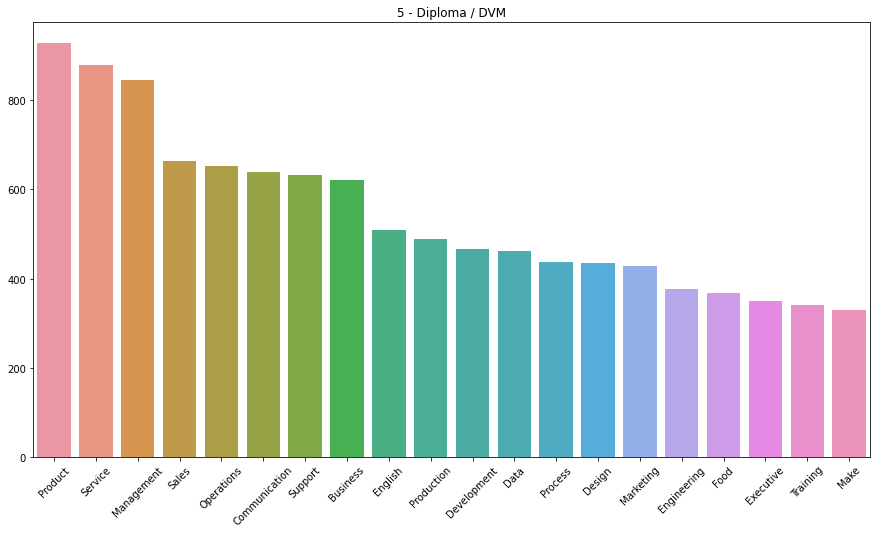 5 - Diploma / DVM
800
600
400
200
0
Product
Service
Management
Sales
Operations
Communication
Support
Business
English
Production
Development
Data
Process
Design
Marketing
Engineering
Food
Executive
Training
Make